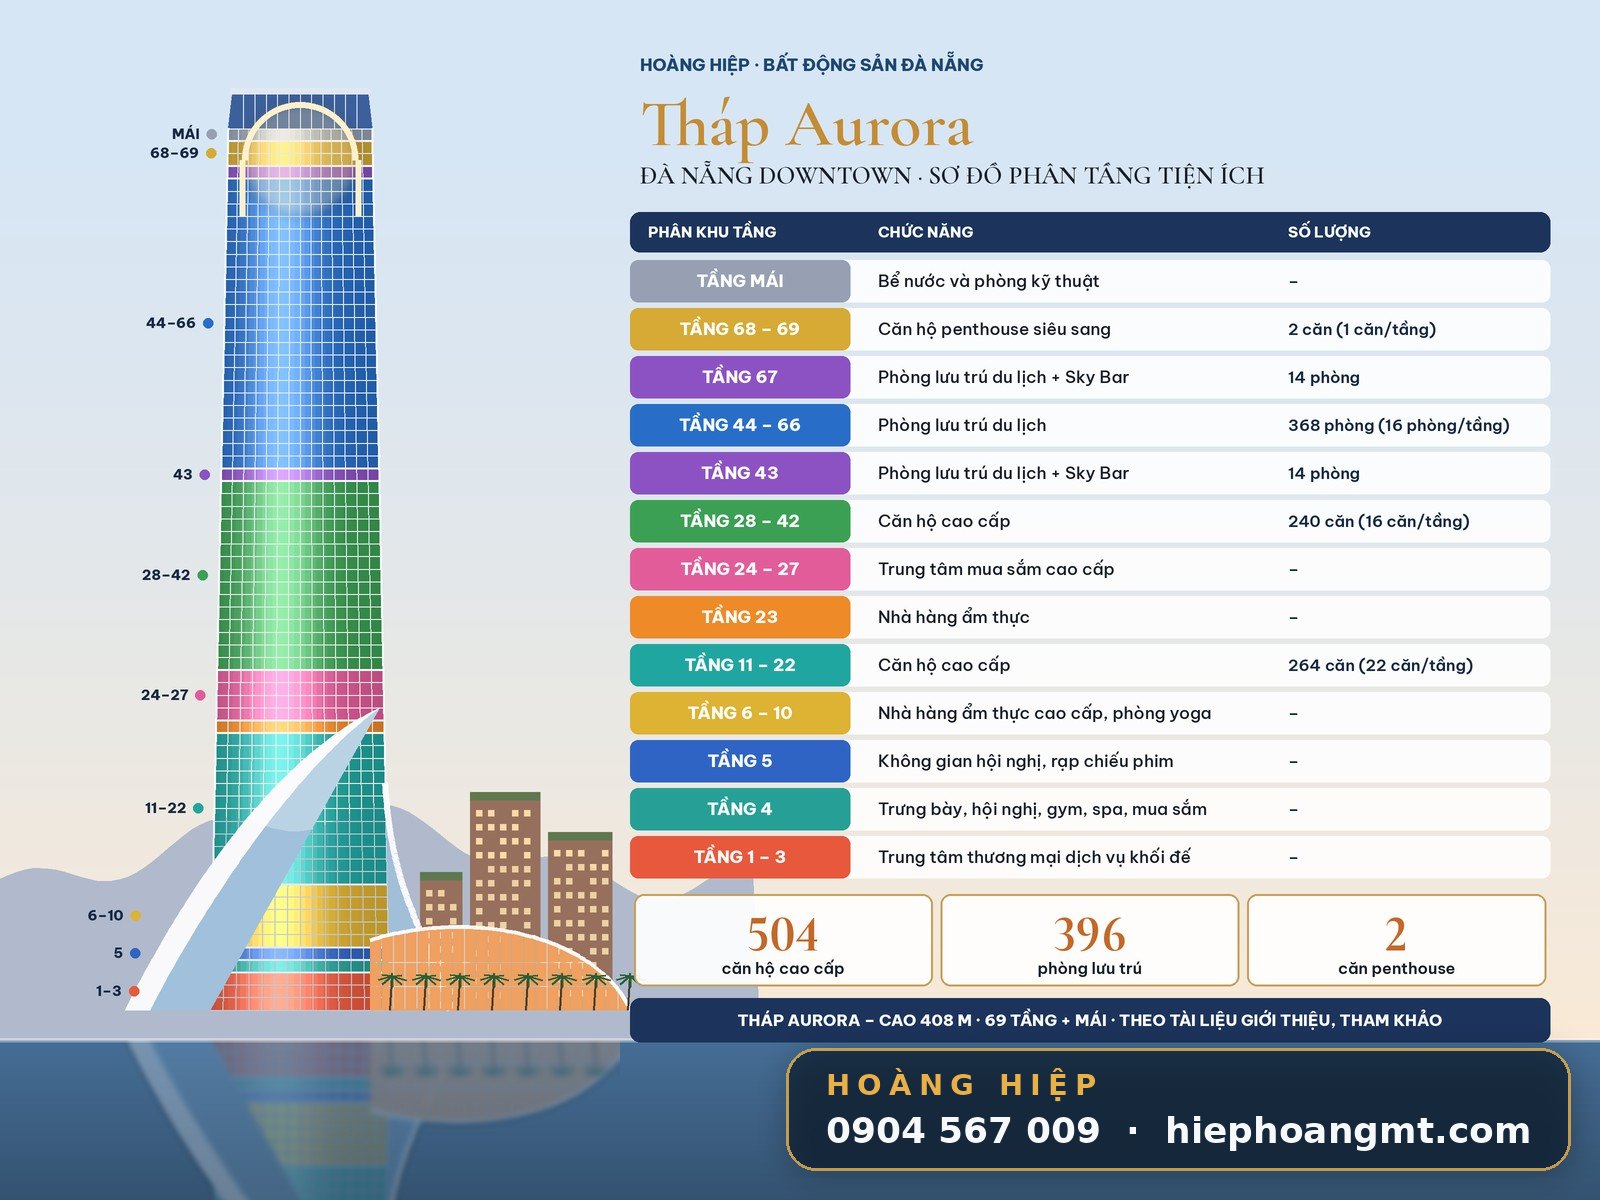 HOÀNG HIỆP · BẤT ĐỘNG SẢN ĐÀ NẴNG
Tháp Aurora
ĐÀ NẴNG DOWNTOWN · SƠ ĐỒ PHÂN TẦNG TIỆN ÍCH
MÁI
68–69
44–66
43
28–42
24–27
11–22
6–10
5
1–3
PHÂN KHU TẦNG CHỨC NĂNG SỐ LƯỢNG
TẦNG MÁI Bể nước và phòng kỹ thuật –
TẦNG 68 – 69 Căn hộ penthouse siêu sang 2 căn (1 căn/tầng)
TẦNG 67 Phòng lưu trú du lịch + Sky Bar 14 phòng
TẦNG 44 – 66 Phòng lưu trú du lịch 368 phòng (16 phòng/tầng)
TẦNG 43 Phòng lưu trú du lịch + Sky Bar 14 phòng
TẦNG 28 – 42 Căn hộ cao cấp 240 căn (16 căn/tầng)
TẦNG 24 – 27 Trung tâm mua sắm cao cấp –
TẦNG 23 Nhà hàng ẩm thực –
TẦNG 11 – 22 Căn hộ cao cấp 264 căn (22 căn/tầng)
TẦNG 6 – 10 Nhà hàng ẩm thực cao cấp, phòng yoga –
TẦNG 5 Không gian hội nghị, rạp chiếu phim –
TẦNG 4 Trưng bày, hội nghị, gym, spa, mua sắm –
TẦNG 1 – 3 Trung tâm thương mại dịch vụ khối đế –
504 396 2
căn hộ cao cấp phòng lưu trú căn penthouse
THÁP AURORA – CAO 408 M · 69 TẦNG + MÁI · THEO TÀI LIỆU GIỚI THIỆU, THAM KHẢO
HOÀNG HIỆP
0904 567 009 · hiephoangmt.com